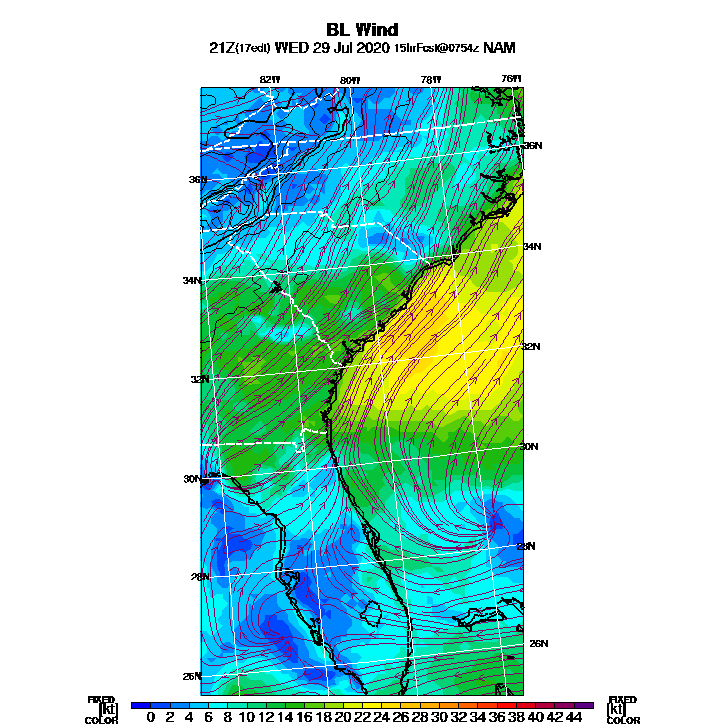 BL Wind
21Z(17edt) WED 29 Jul 2020 15hrFcst@0754z NAM
82W 80W 78W 76W
36N
36N
34N
34N
32N
32N
30N
30N
28N
28N
26N
26N
FIXED FIXED
[kt] 0 2 4 6 8 10 12 14 16 18 20 22 24 26 28 30 32 34 36 38 40 42 44 [kt]
COLOR COLOR